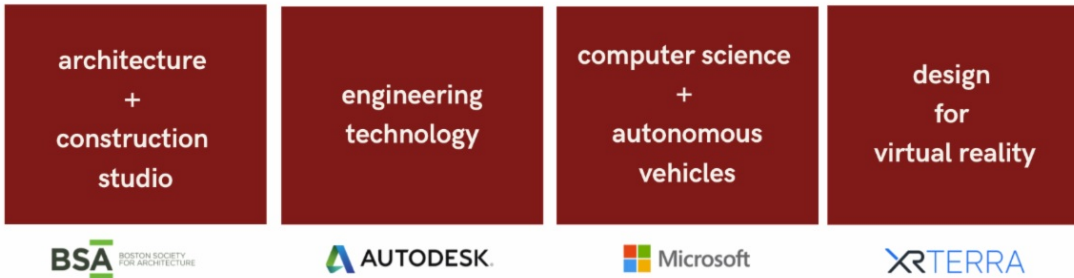 architecture
+
construction
studio
engineering
technology
computer science
+
autonomous
vehicles
design
for
virtual reality
BSA BOSTON SOCIETY
FOR ARCHITECTURE
AUTODESK.
Microsoft
XRTERRA